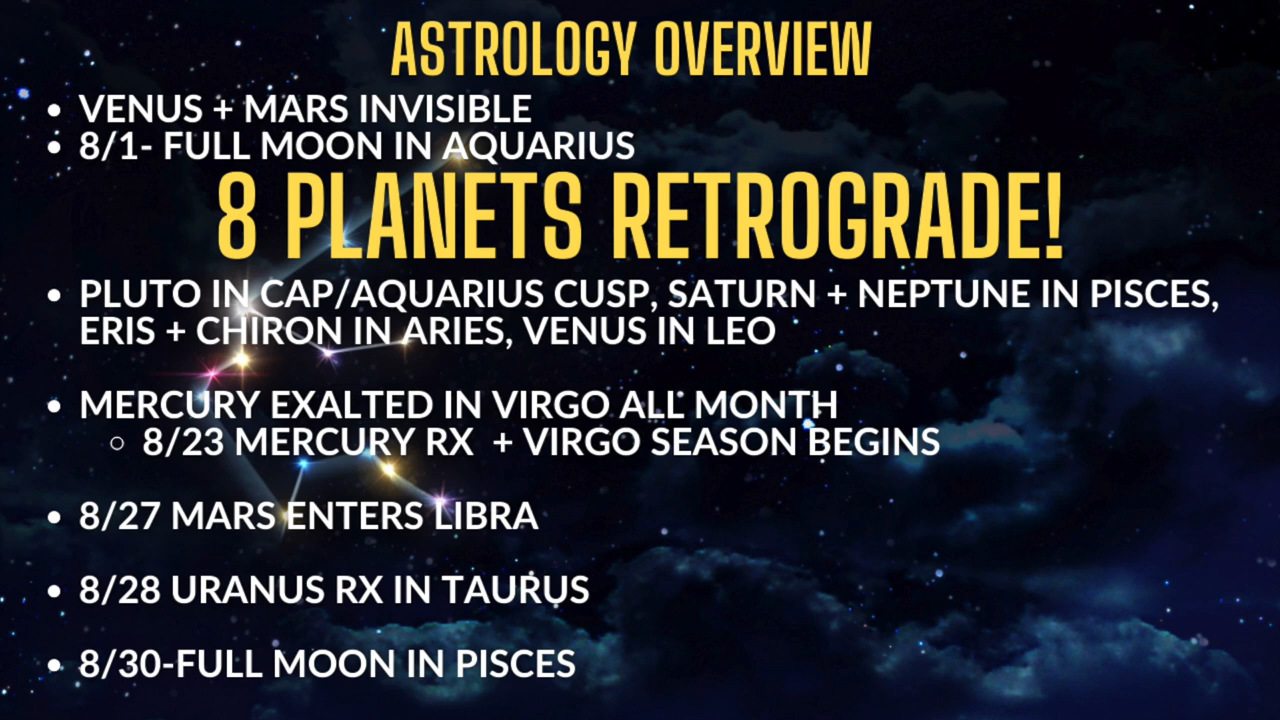 ASTROLOGY OVERVIEW
• VENUS + MARS INVISIBLE
• 8/1- FULL MOON IN AQUARIUS
8 PLANETS RETROGRADE!
• PLUTO IN CAP/AQUARIUS CUSP, SATURN + NEPTUNE IN PISCES,
ERIS + CHIRON IN ARIES, VENUS IN LEO
• MERCURY EXALTED IN VIRGO ALL MONTH
◦ 8/23 MERCURY RX + VIRGO SEASON BEGINS
• 8/27 MARS ENTERS LIBRA
• 8/28 URANUS RX IN TAURUS
• 8/30-FULL MOON IN PISCES